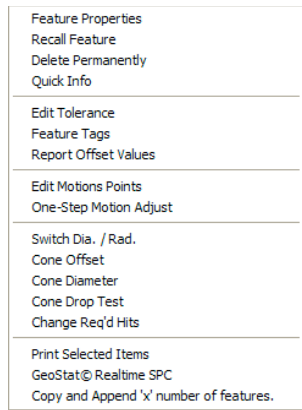 Feature Properties
Recall Feature
Delete Permanently
Quick Info
Edit Tolerance
Feature Tags
Report Offset Values
Edit Motions Points
One-Step Motion Adjust
Switch Dia. / Rad.
Cone Offset
Cone Diameter
Cone Drop Test
Change Req'd Hits
Print Selected Items
GeoStat© Realtime SPC
Copy and Append 'x' number of features.